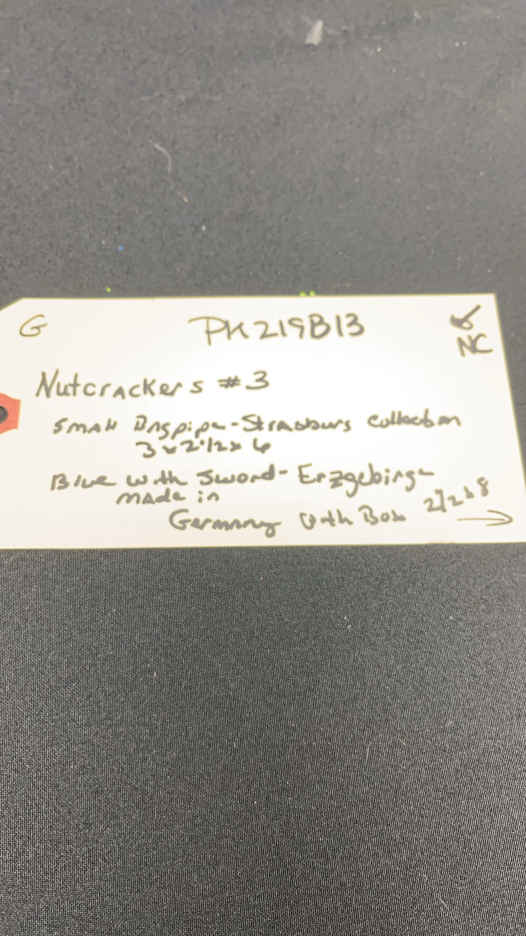 G PK219B13 & NC
Nutcrackers #3
Small Bagpipe - Strasburg Collection
3 x 2 1/2 x 6
Blue with Sword - Erzgebirge
made in
Germany with Box 2/2 x 8 →